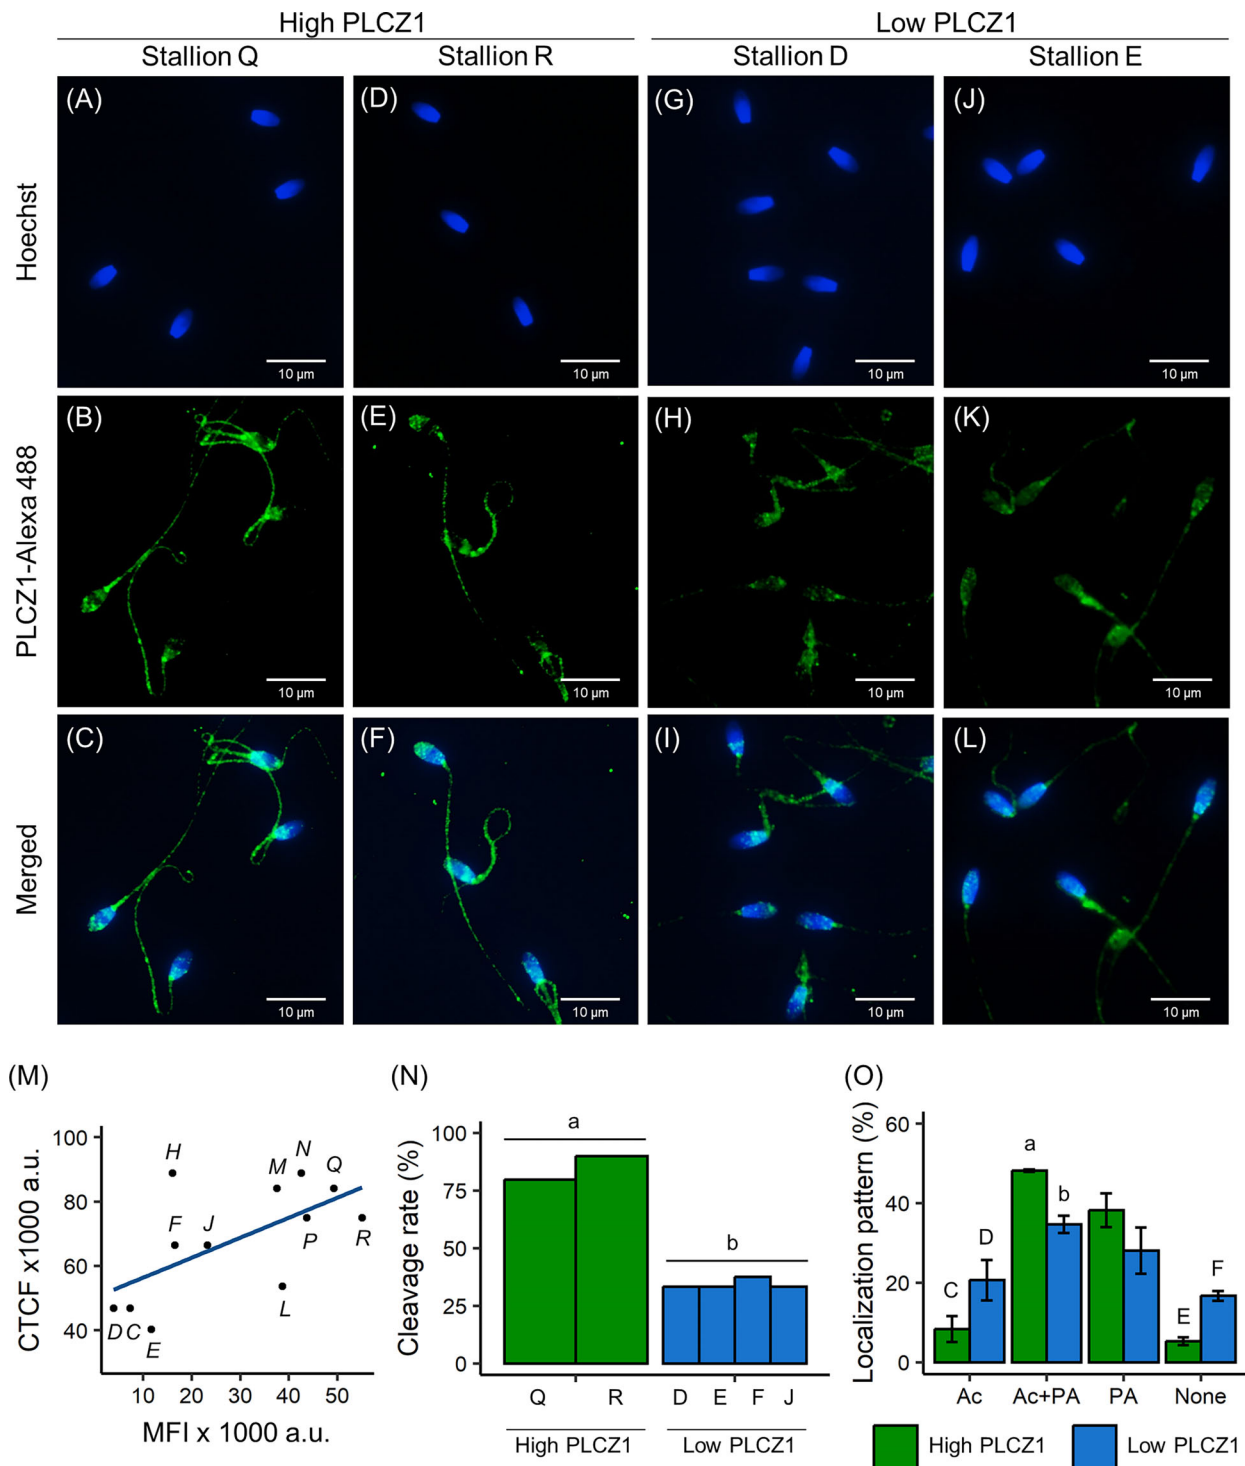 High PLCZ1 Low PLCZ1
Stallion Q Stallion R Stallion D Stallion E
Hoechst
(A) (D) (G) (J)
10 µm 10 µm 10 µm 10 µm
PLCZ1-Alexa 488
(B) (E) (H) (K)
10 µm 10 µm 10 µm 10 µm
Merged
(C) (F) (I) (L)
10 µm 10 µm 10 µm 10 µm
(M)
CTCF x1000 a.u.
100
80
60
40
H
M
N
Q
F
J
P
R
L
D C
E
10 20 30 40 50
MFI x 1000 a.u.
(N)
Cleavage rate (%)
100
75
50
25
0
a
b
Q R D E F J
High PLCZ1 Low PLCZ1
(O)
Localization pattern (%)
60
40
20
0
a
b
C
D
E
F
Ac Ac+PA PA None
High PLCZ1 Low PLCZ1